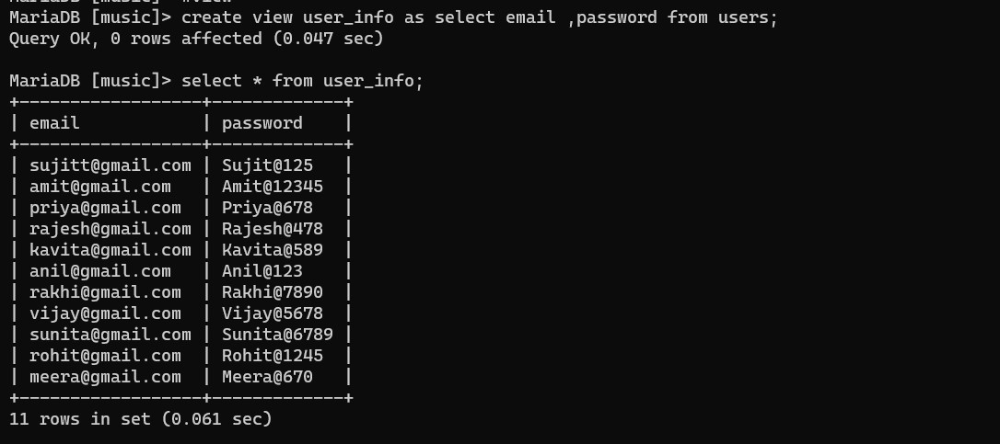 MariaDB [music]> #view
MariaDB [music]> create view user_info as select email ,password from users;
Query OK, 0 rows affected (0.047 sec)
MariaDB [music]> select * from user_info;
+------------------+-------------+
| email            | password    |
+------------------+-------------+
| sujitt@gmail.com | Sujit@125   |
| amit@gmail.com   | Amit@12345  |
| priya@gmail.com  | Priya@678   |
| rajesh@gmail.com | Rajesh@478  |
| kavita@gmail.com | Kavita@589  |
| anil@gmail.com   | Anil@123    |
| rakhi@gmail.com  | Rakhi@7890  |
| vijay@gmail.com  | Vijay@5678  |
| sunita@gmail.com | Sunita@6789 |
| rohit@gmail.com  | Rohit@1245  |
| meera@gmail.com  | Meera@670   |
+------------------+-------------+
11 rows in set (0.061 sec)